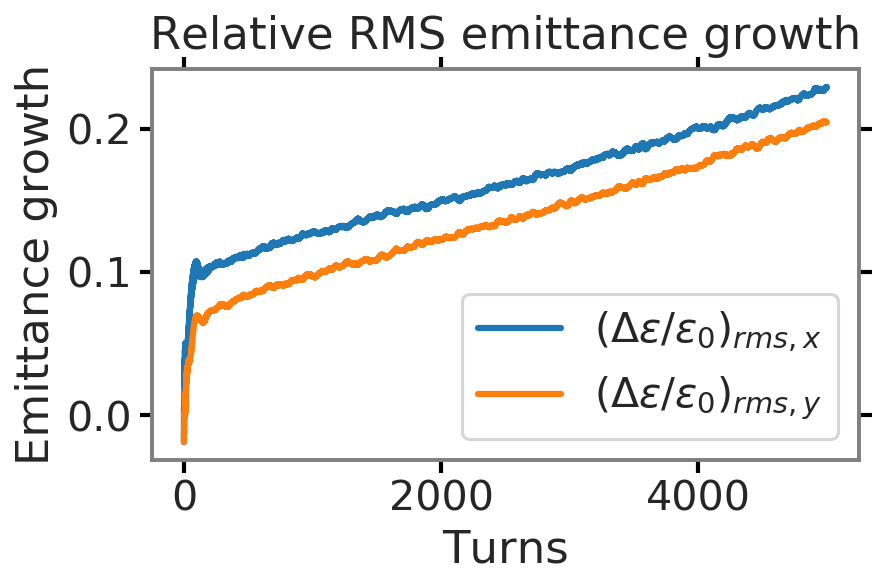 Relative RMS emittance growth
Emittance growth
0.2
0.1
0.0
(Δε/ε₀)rms,x
(Δε/ε₀)rms,y
0 2000 4000
Turns